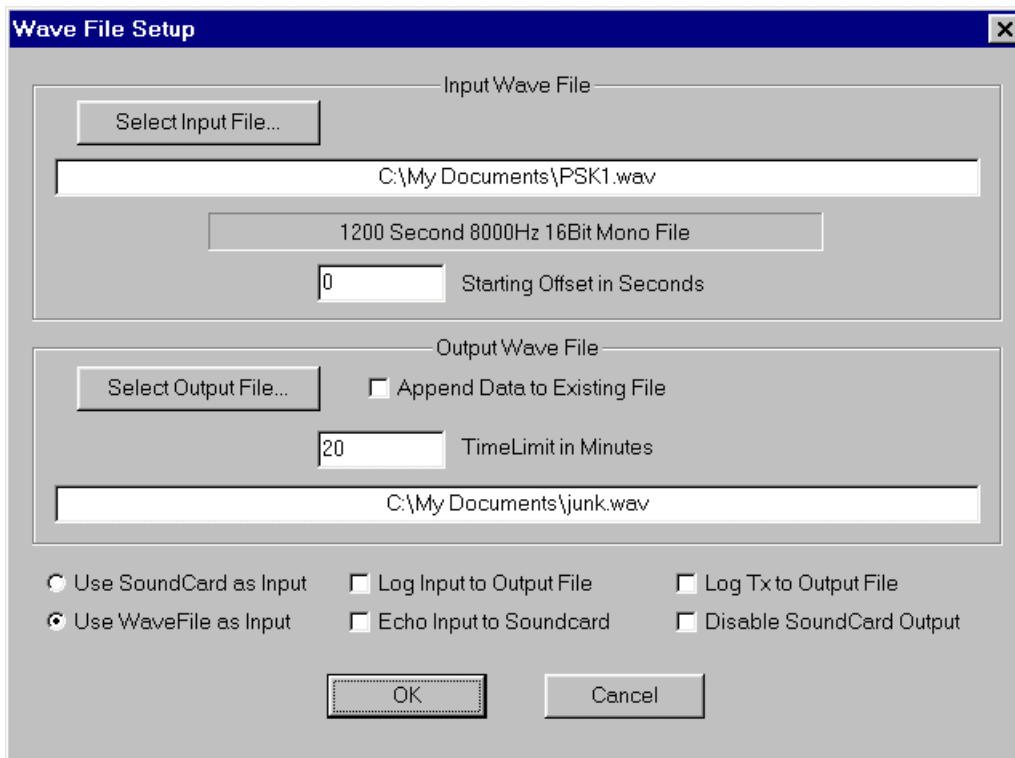 Wave File Setup
Input Wave File
Select Input File...
C:\My Documents\PSK1.wav
1200 Second 8000Hz 16Bit Mono File
0 Starting Offset in Seconds
Output Wave File
Select Output File... Append Data to Existing File
20 TimeLimit in Minutes
C:\My Documents\junk.wav
Use SoundCard as Input Log Input to Output File Log Tx to Output File
Use WaveFile as Input Echo Input to Soundcard Disable SoundCard Output
OK Cancel